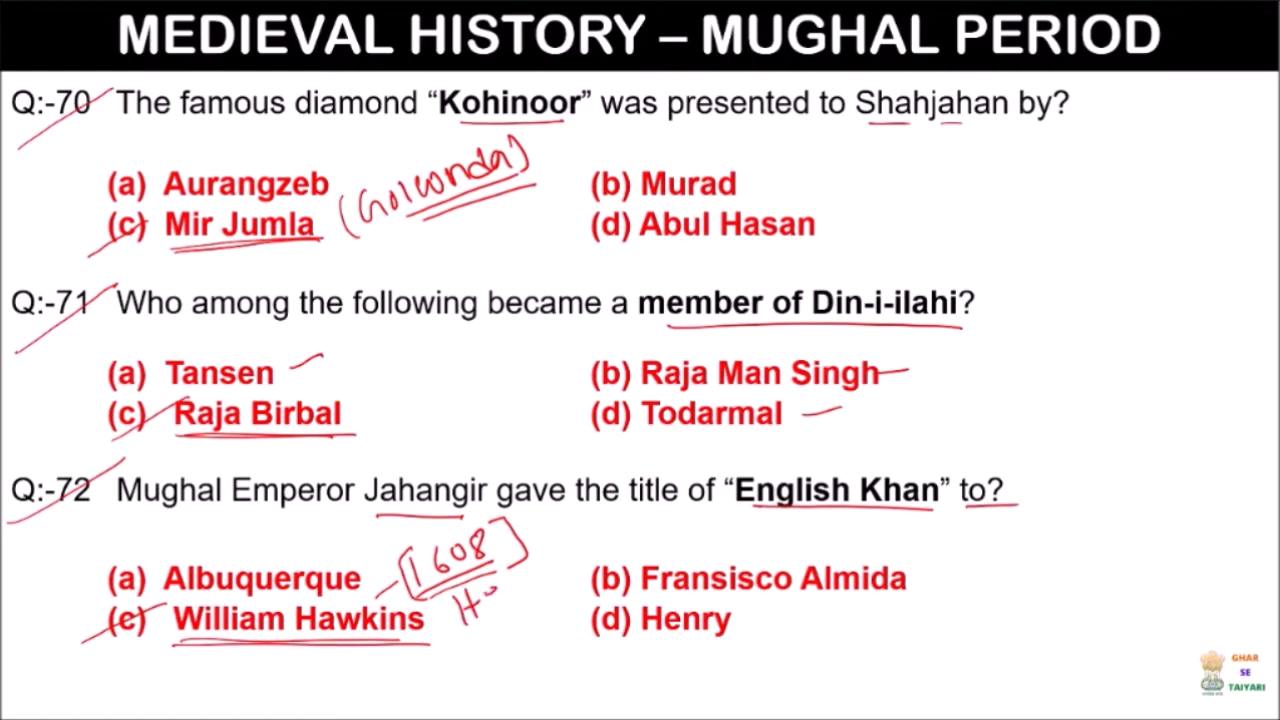 MEDIEVAL HISTORY – MUGHAL PERIOD
Q:-70 The famous diamond “Kohinoor” was presented to Shahjahan by?
(a) Aurangzeb (b) Murad
(Golconda)
(c) Mir Jumla (d) Abul Hasan
Q:-71 Who among the following became a member of Din-i-ilahi?
(a) Tansen (b) Raja Man Singh
(c) Raja Birbal (d) Todarmal
Q:-72 Mughal Emperor Jahangir gave the title of “English Khan” to?
[1608]
(a) Albuquerque (b) Fransisco Almida
(c) William Hawkins (d) Henry
GHAR
SE
TAIYARI